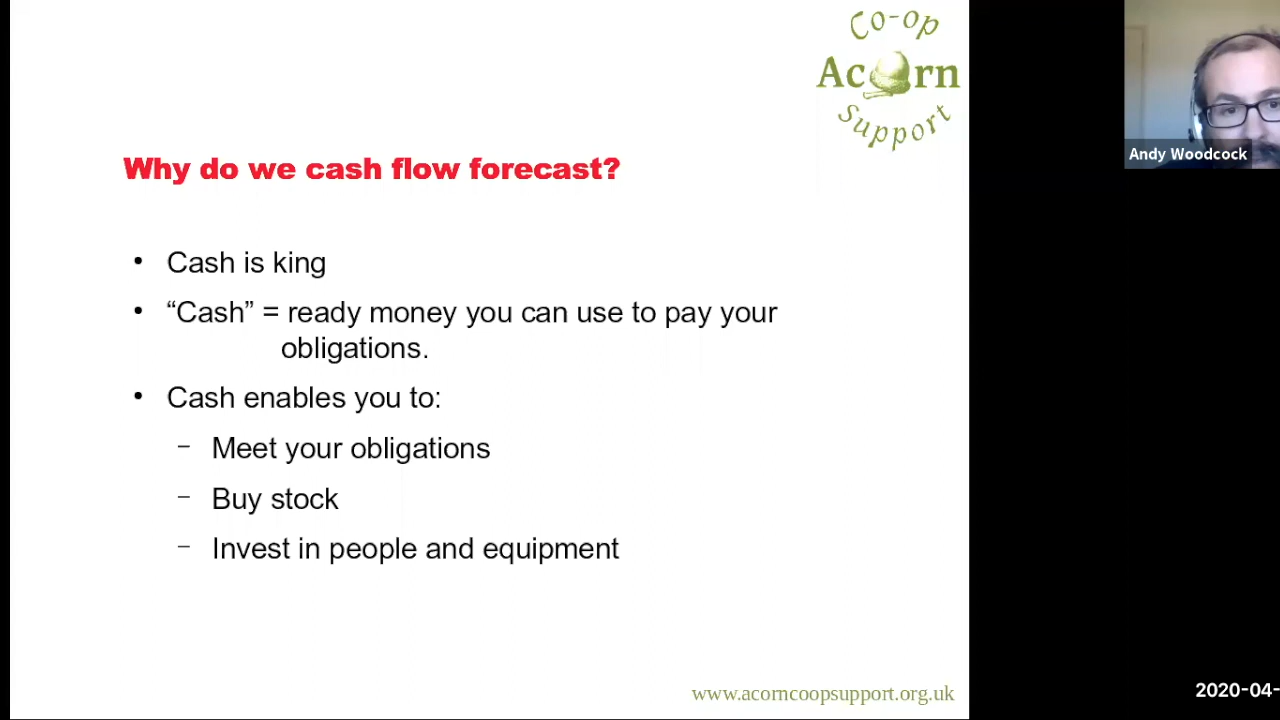 Co-op
Acorn
Support
Andy Woodcock
Why do we cash flow forecast?
• Cash is king
• “Cash” = ready money you can use to pay your
obligations.
• Cash enables you to:
– Meet your obligations
– Buy stock
– Invest in people and equipment
www.acorncoopsupport.org.uk
2020-04-